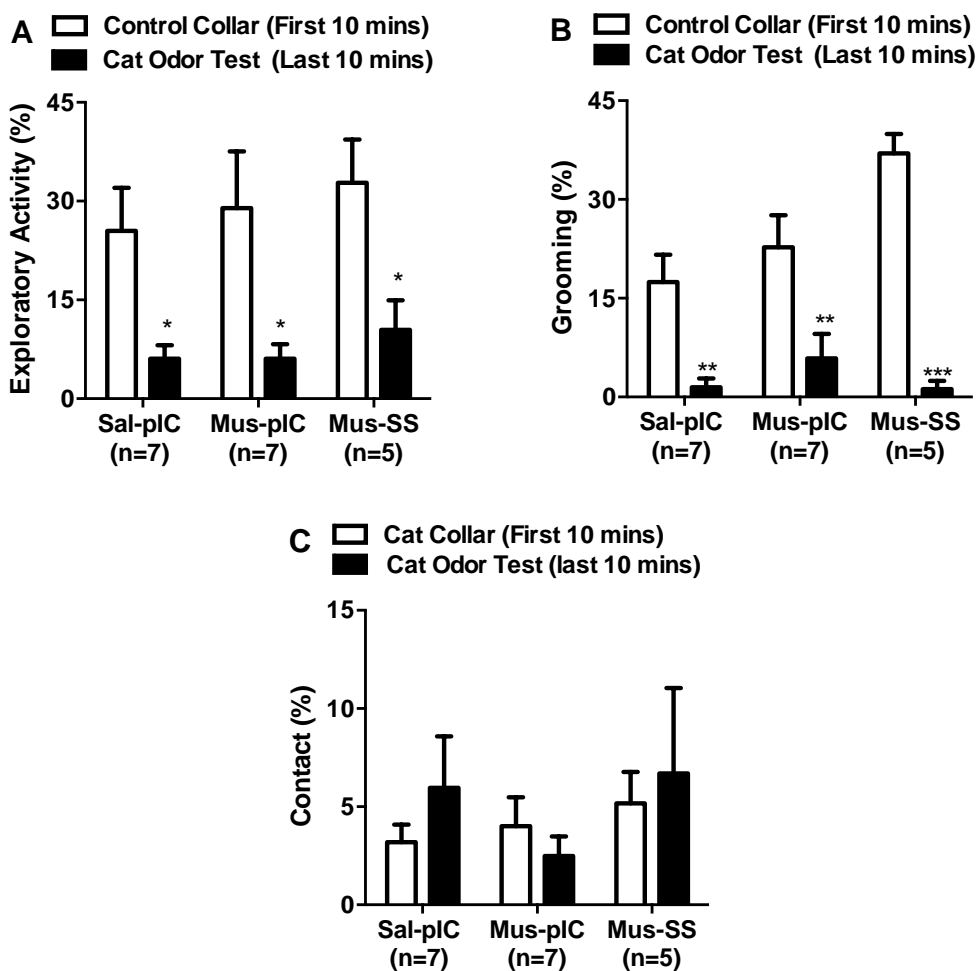 A
Control Collar (First 10 mins)
Cat Odor Test (Last 10 mins)
Exploratory Activity (%)
45
30
15
0
*
*
*
Sal-pIC
Mus-pIC
Mus-SS
(n=7)
(n=7)
(n=5)
B
Control Collar (First 10 mins)
Cat Odor Test (Last 10 mins)
Grooming (%)
45
30
15
0
**
**
***
Sal-pIC
Mus-pIC
Mus-SS
(n=7)
(n=7)
(n=5)
C
Cat Collar (First 10 mins)
Cat Odor Test (last 10 mins)
Contact (%)
15
10
5
0
Sal-pIC
Mus-pIC
Mus-SS
(n=7)
(n=7)
(n=5)